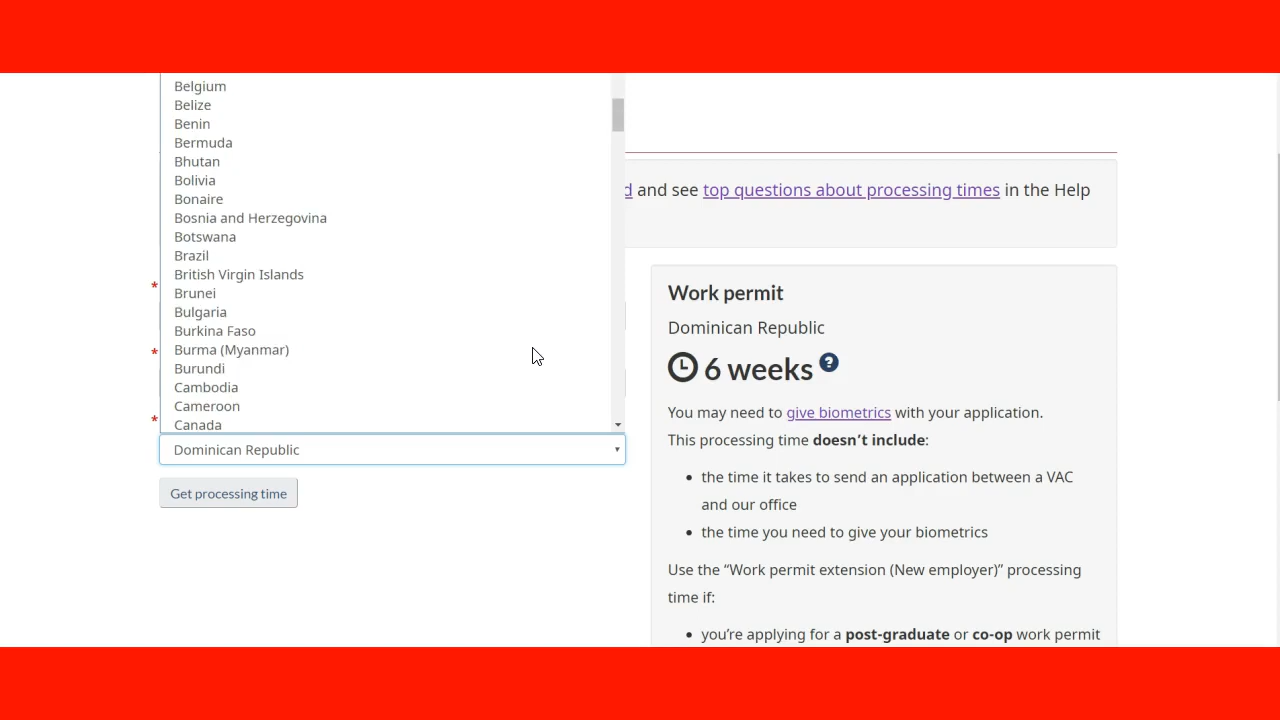 Belgium
Belize
Benin
Bermuda
Bhutan
Bolivia
Bonaire
Bosnia and Herzegovina
Botswana
Brazil
British Virgin Islands
Brunei
Bulgaria
Burkina Faso
Burma (Myanmar)
Burundi
Cambodia
Cameroon
Canada
*
*
*
Dominican Republic
Get processing time
d and see top questions about processing times in the Help
Work permit
Dominican Republic
6 weeks ?
You may need to give biometrics with your application.
This processing time doesn’t include:
• the time it takes to send an application between a VAC
and our office
• the time you need to give your biometrics
Use the “Work permit extension (New employer)” processing
time if:
• you’re applying for a post-graduate or co-op work permit